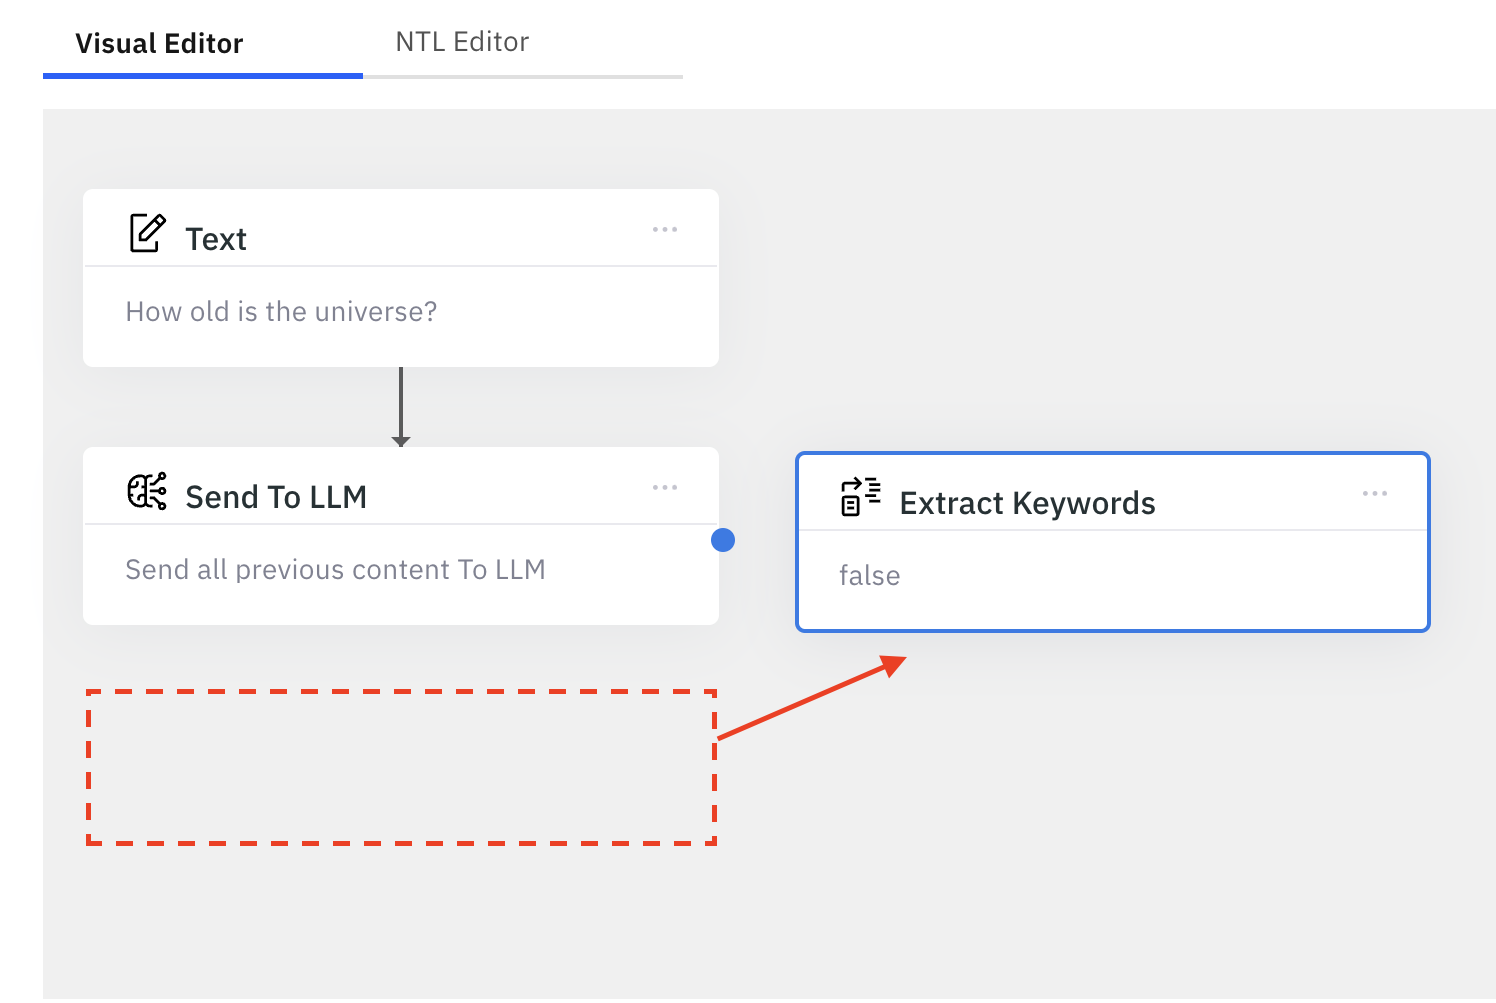 Visual Editor
NTL Editor
Text
How old is the universe?
Send To LLM
Send all previous content To LLM
Extract Keywords
false